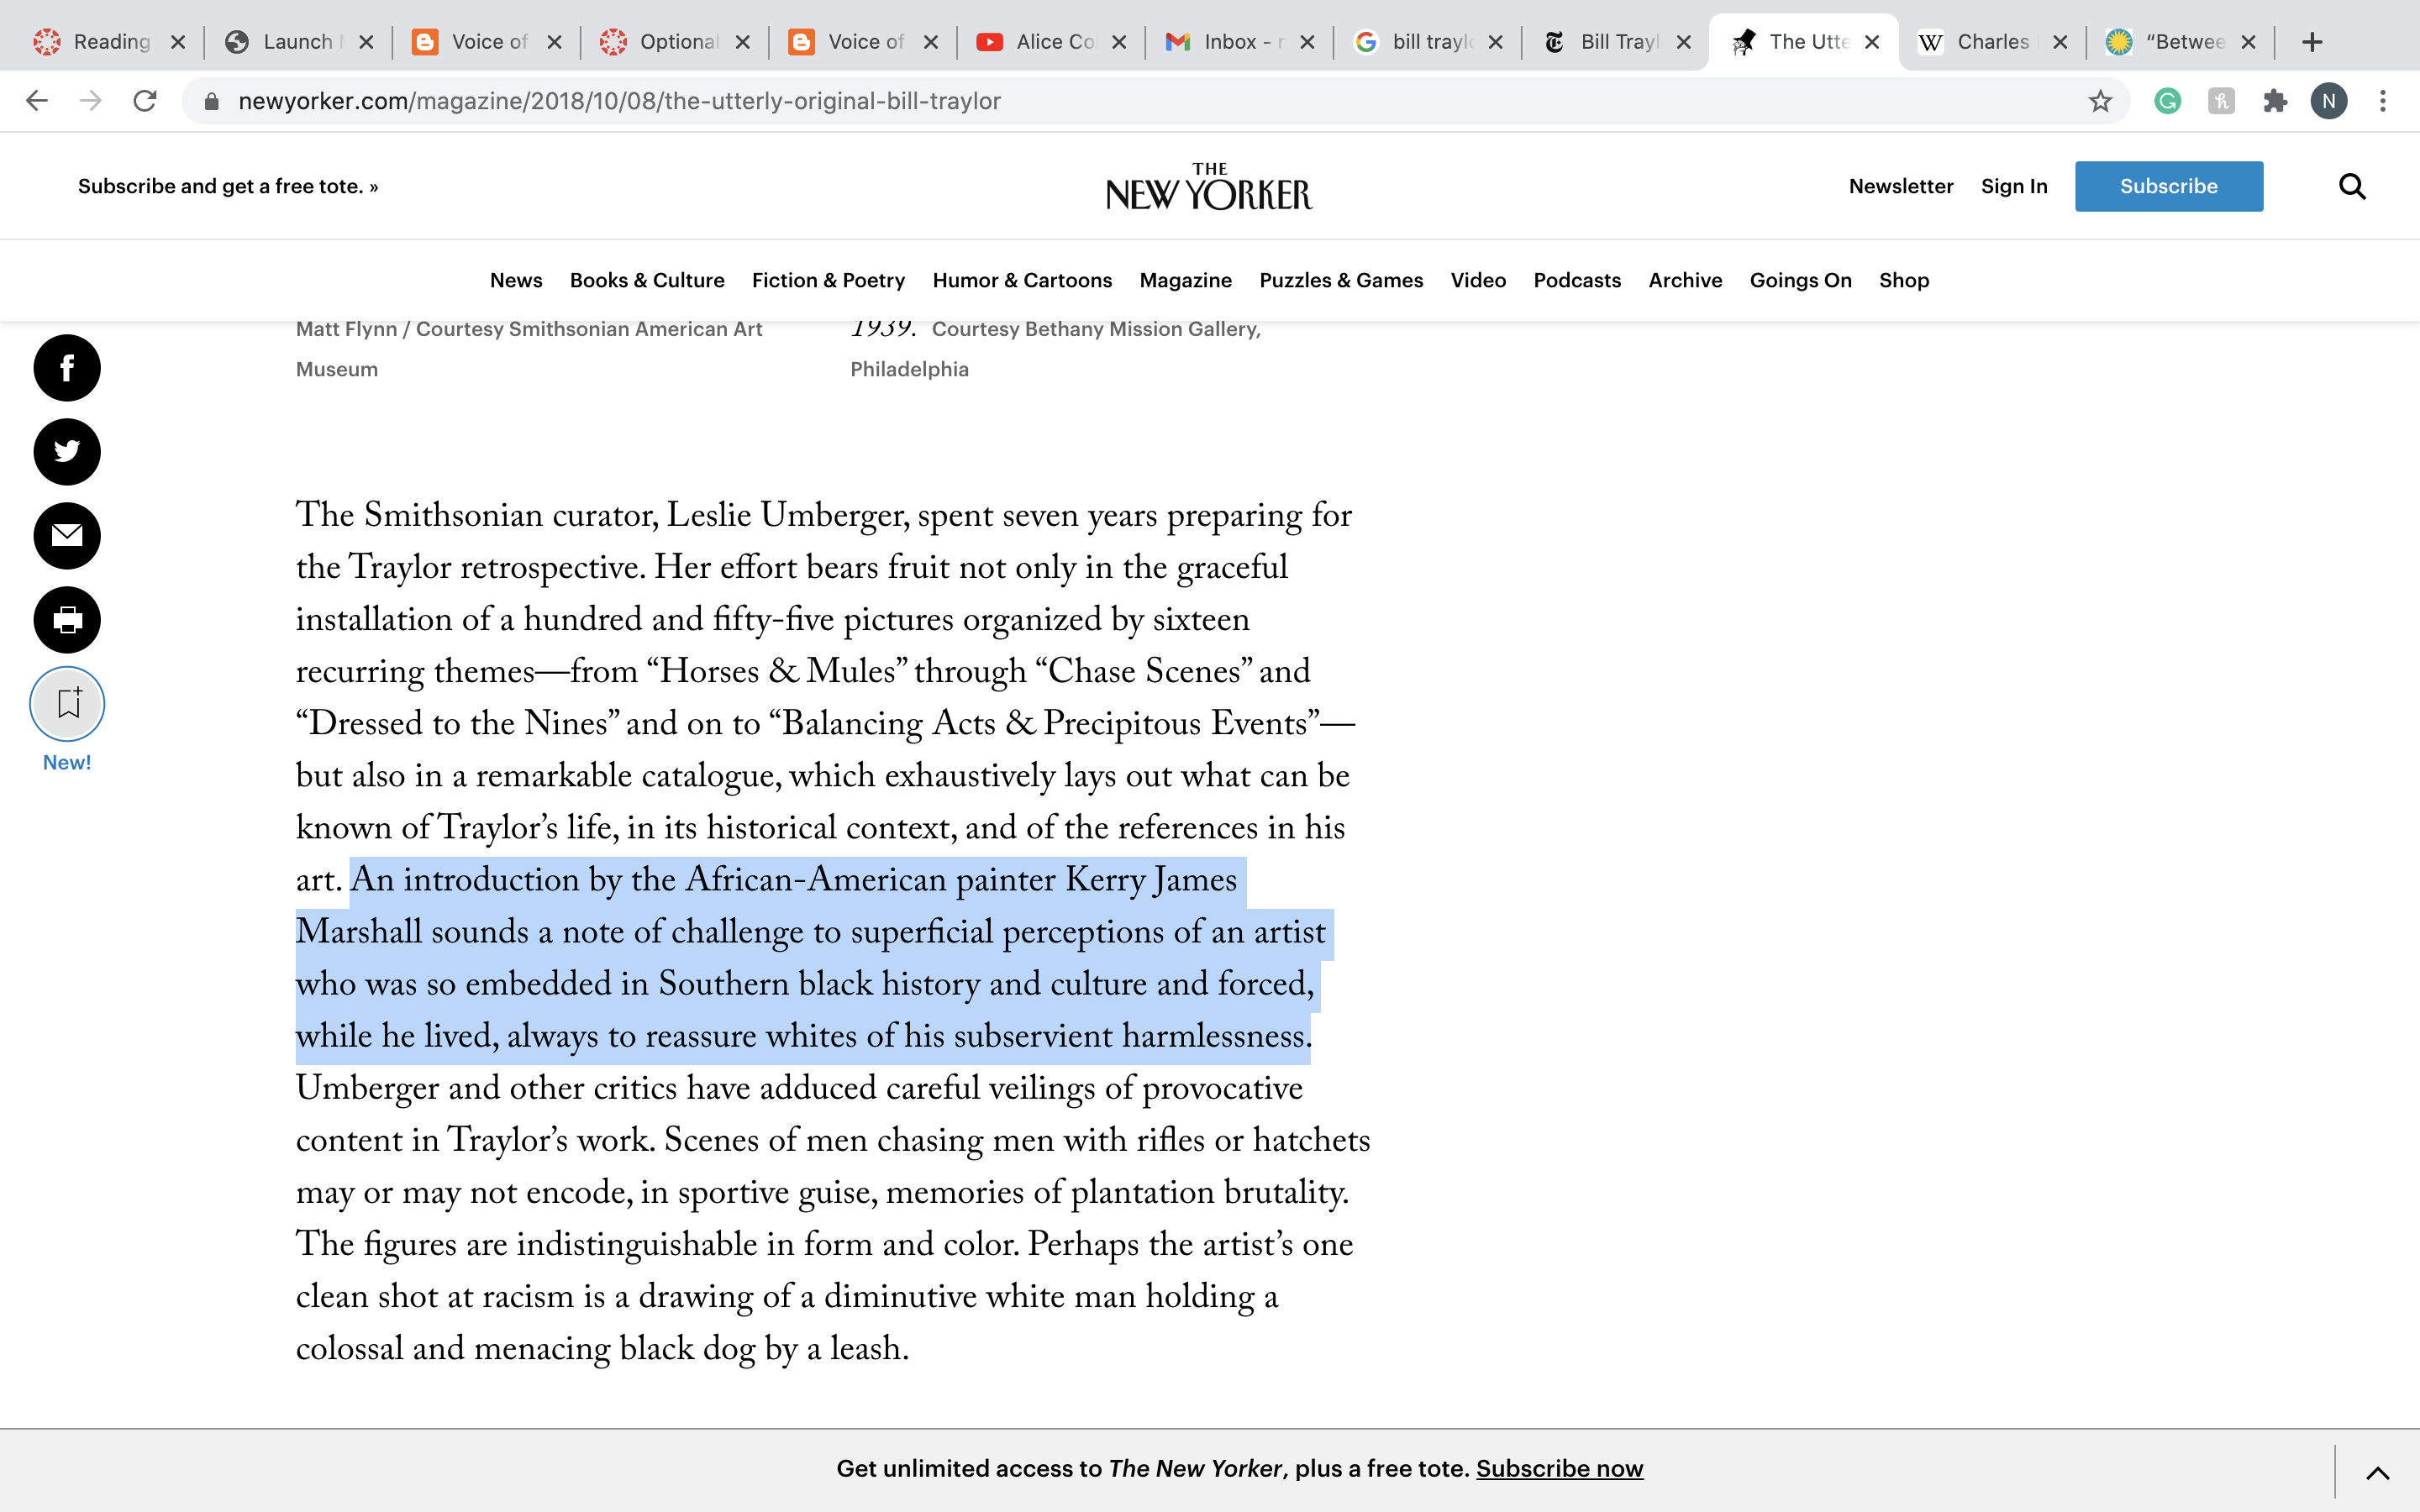 Reading
Launch
Voice of
Optional
Voice of
Alice Co
Inbox - r
bill traylo
Bill Trayl
The Utte
Charles
“Betwee
newyorker.com/magazine/2018/10/08/the-utterly-original-bill-traylor
N
Subscribe and get a free tote. »
THE
NEW YORKER
Newsletter
Sign In
Subscribe
News
Books & Culture
Fiction & Poetry
Humor & Cartoons
Magazine
Puzzles & Games
Video
Podcasts
Archive
Goings On
Shop
Matt Flynn / Courtesy Smithsonian American Art
Museum
1939. Courtesy Bethany Mission Gallery,
Philadelphia
New!
The Smithsonian curator, Leslie Umberger, spent seven years preparing for
the Traylor retrospective. Her effort bears fruit not only in the graceful
installation of a hundred and fifty-five pictures organized by sixteen
recurring themes—from “Horses & Mules” through “Chase Scenes” and
“Dressed to the Nines” and on to “Balancing Acts & Precipitous Events”—
but also in a remarkable catalogue, which exhaustively lays out what can be
known of Traylor’s life, in its historical context, and of the references in his
art. An introduction by the African-American painter Kerry James
Marshall sounds a note of challenge to superficial perceptions of an artist
who was so embedded in Southern black history and culture and forced,
while he lived, always to reassure whites of his subservient harmlessness.
Umberger and other critics have adduced careful veilings of provocative
content in Traylor’s work. Scenes of men chasing men with rifles or hatchets
may or may not encode, in sportive guise, memories of plantation brutality.
The figures are indistinguishable in form and color. Perhaps the artist’s one
clean shot at racism is a drawing of a diminutive white man holding a
colossal and menacing black dog by a leash.
Get unlimited access to The New Yorker, plus a free tote. Subscribe now